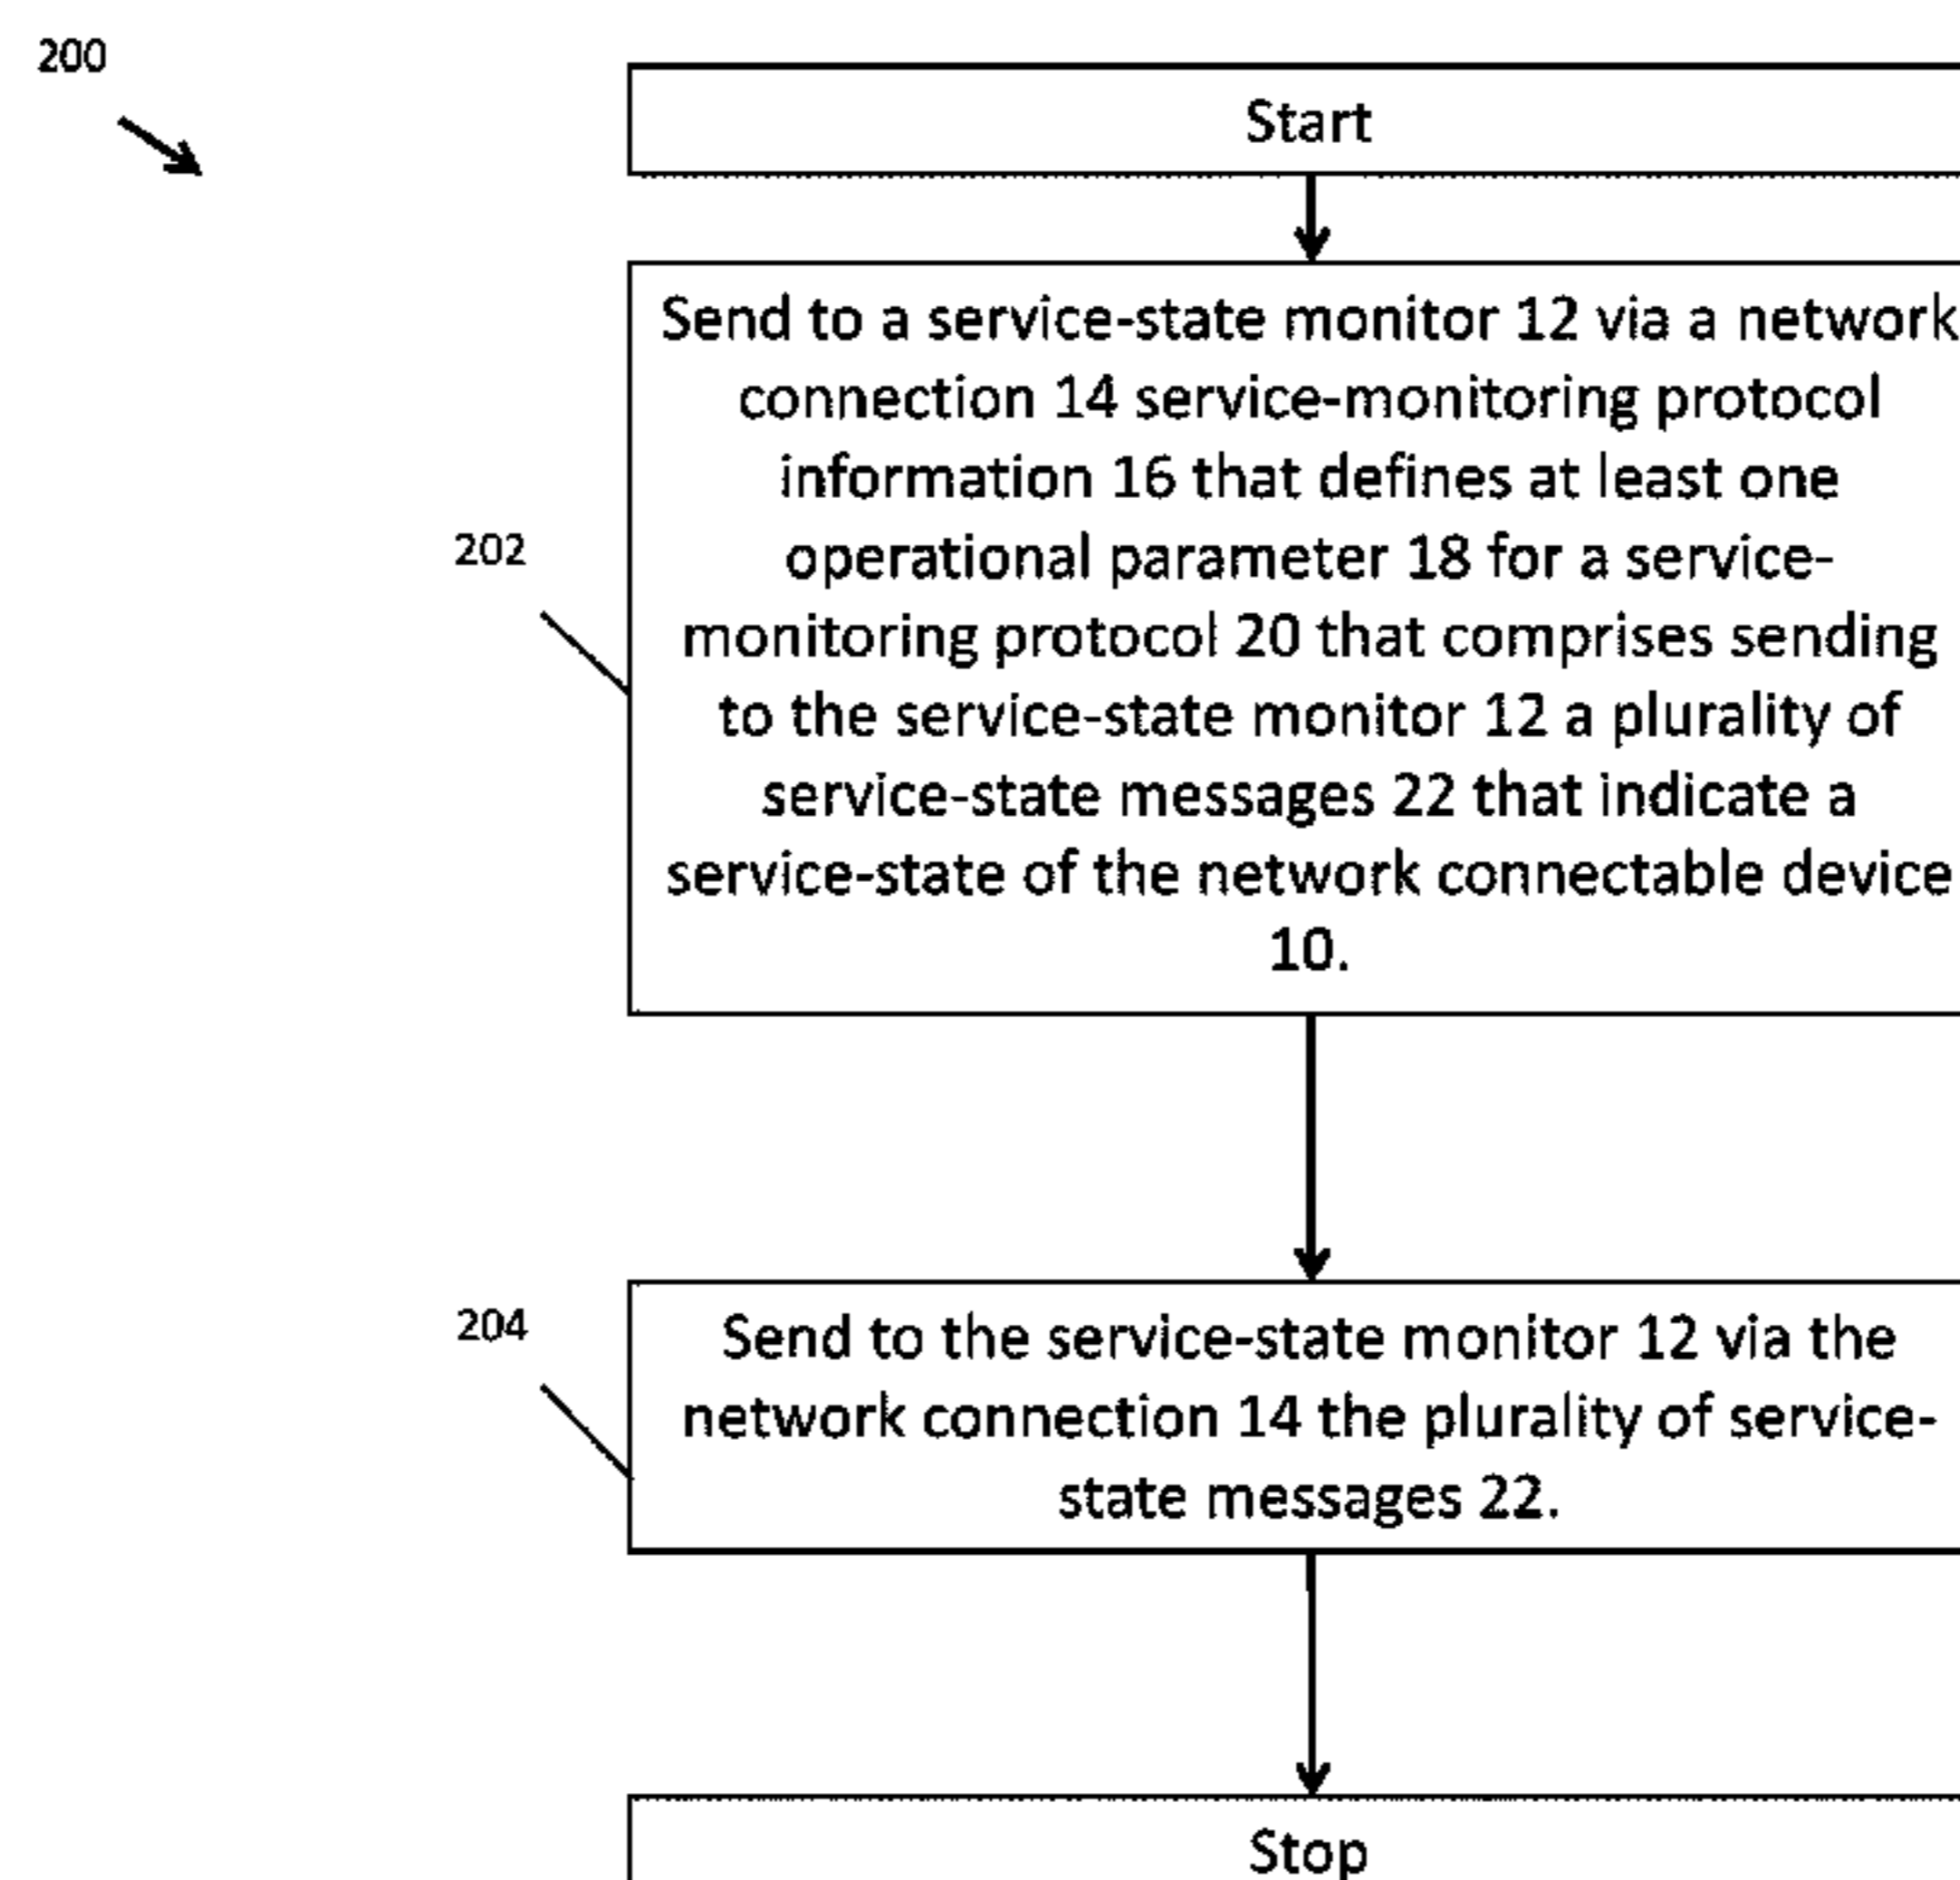 200
Start
Send to a service-state monitor 12 via a network
connection 14 service-monitoring protocol
information 16 that defines at least one
operational parameter 18 for a service-
monitoring protocol 20 that comprises sending
to the service-state monitor 12 a plurality of
service-state messages 22 that indicate a
service-state of the network connectable device
10.
202
Send to the service-state monitor 12 via the
network connection 14 the plurality of service-
state messages 22.
204
Stop